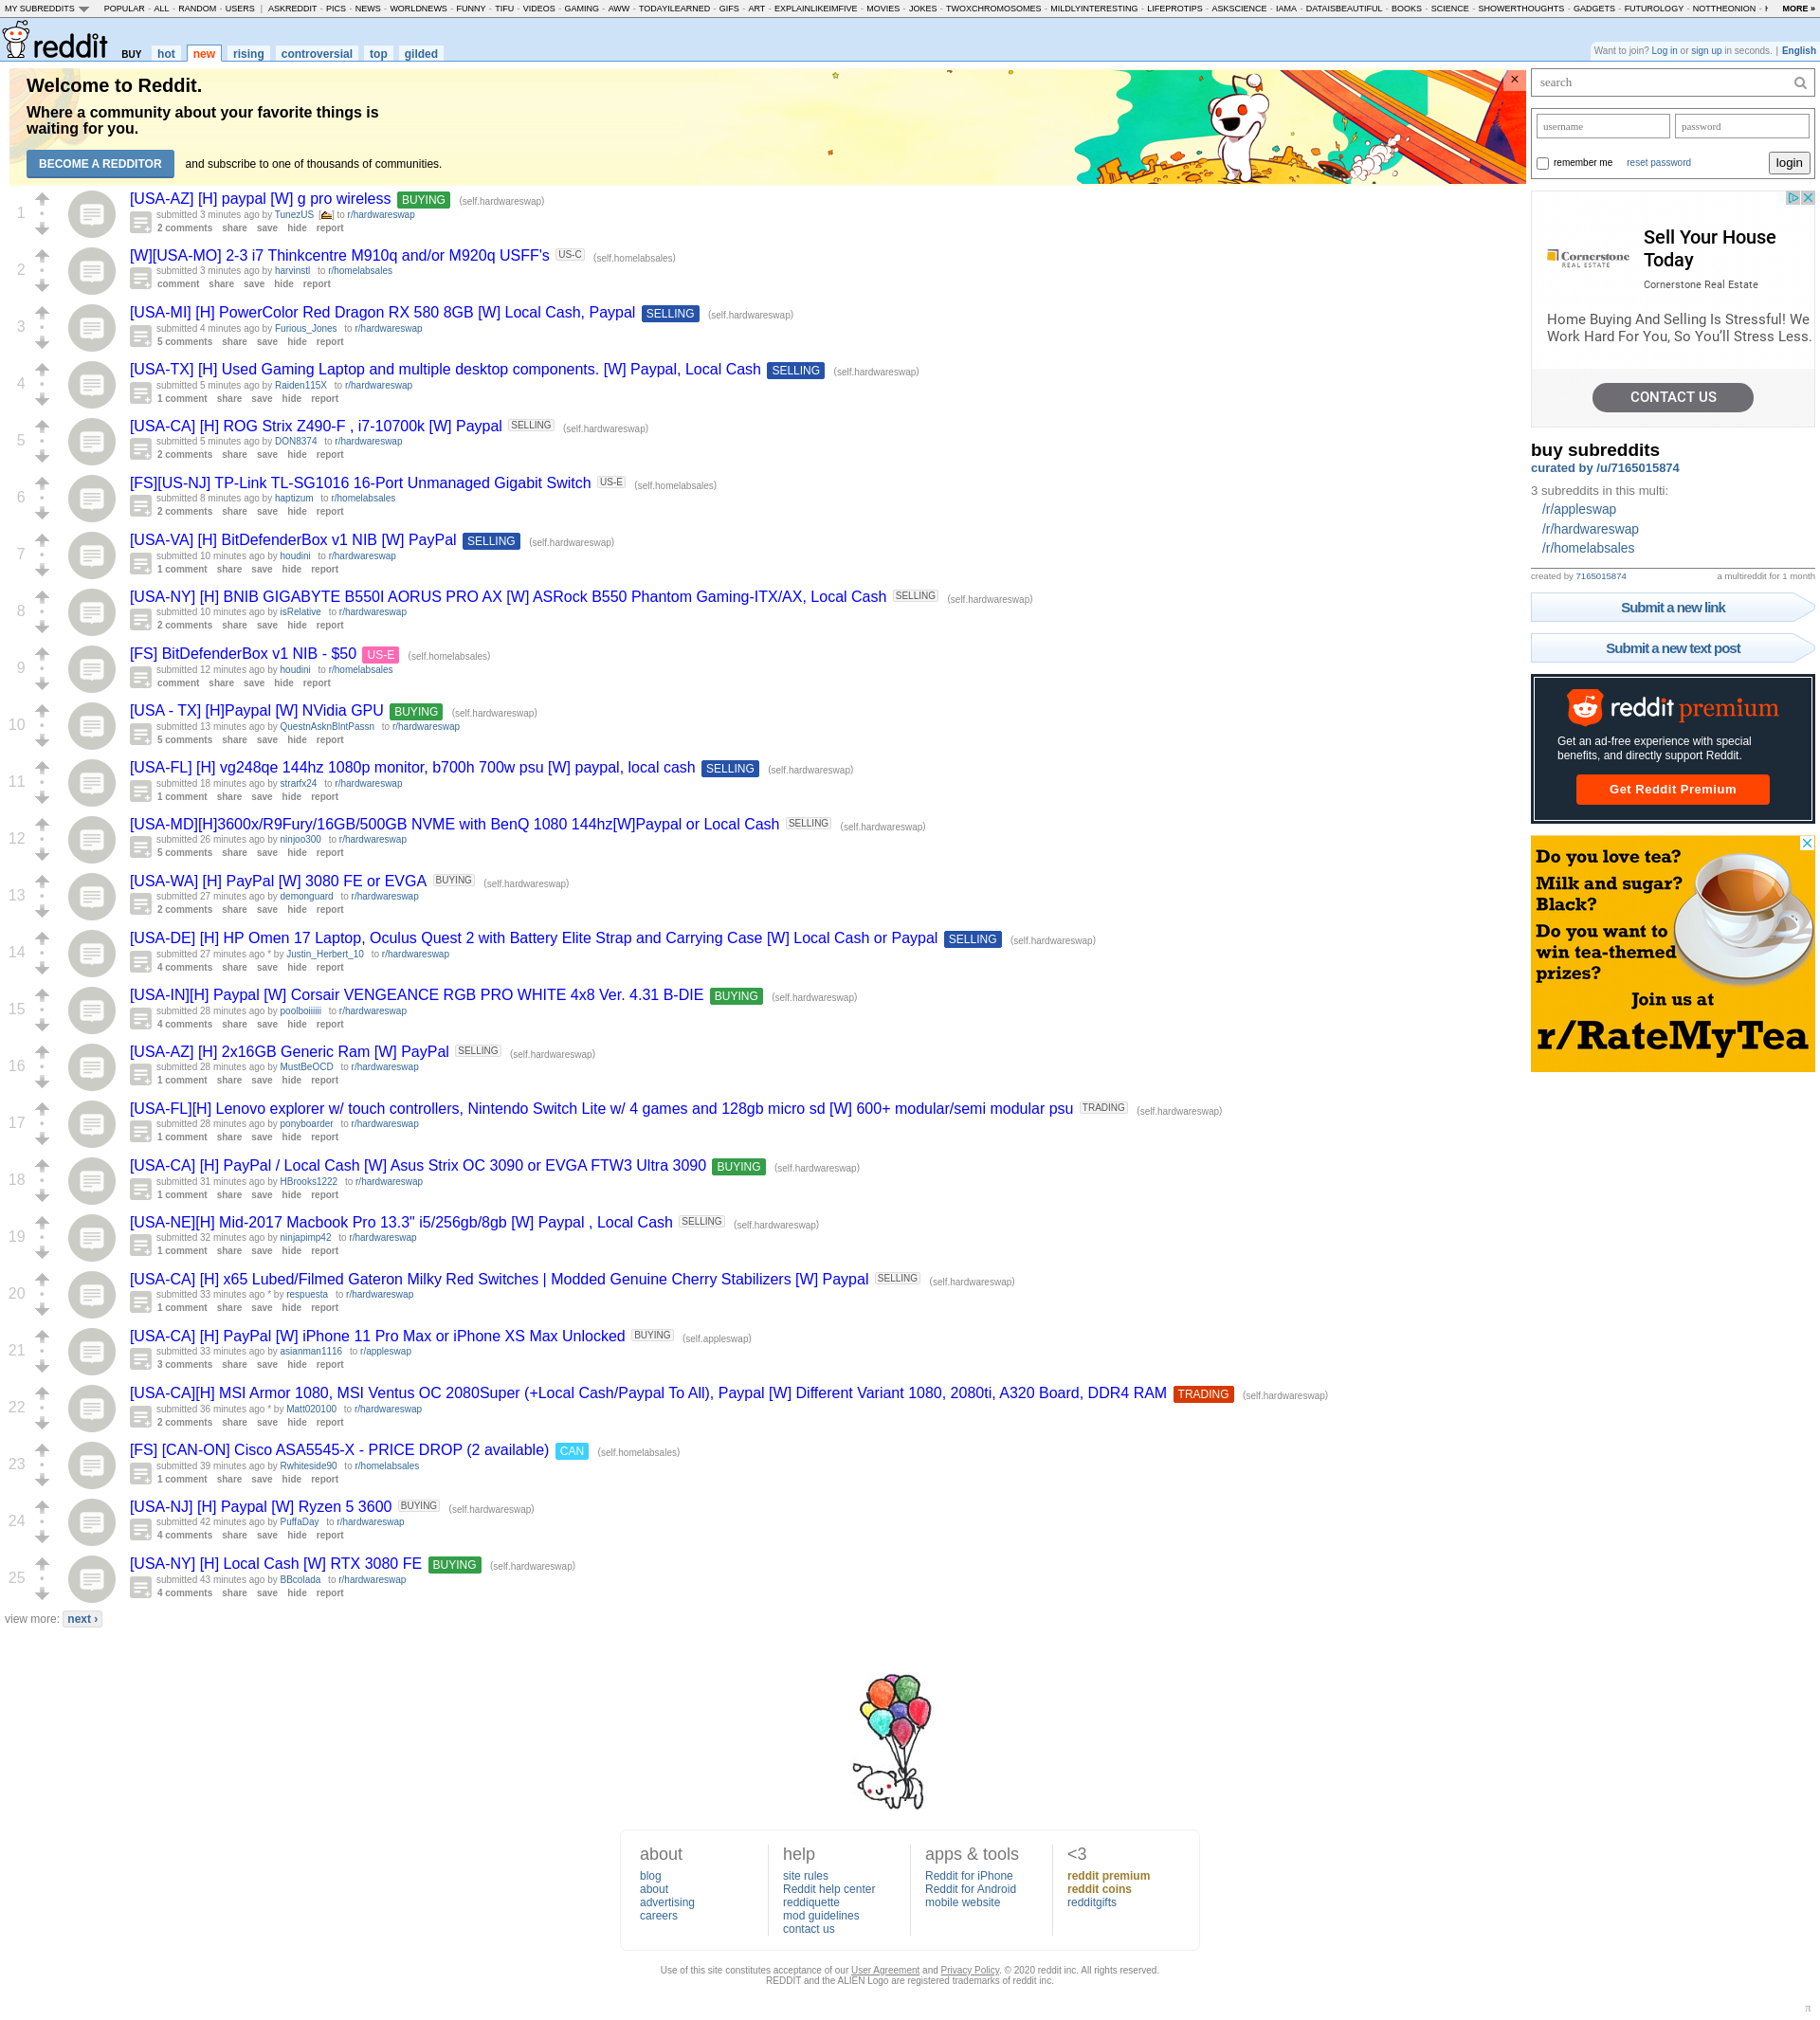 MY SUBREDDITS POPULAR - ALL - RANDOM - USERS | ASKREDDIT - PICS - NEWS - WORLDNEWS - FUNNY - TIFU - VIDEOS - GAMING - AWW - TODAYILEARNED - GIFS - ART - EXPLAINLIKEIMFIVE - MOVIES - JOKES - TWOXCHROMOSOMES - MILDLYINTERESTING - LIFEPROTIPS - ASKSCIENCE - IAMA - DATAISBEAUTIFUL - BOOKS - SCIENCE - SHOWERTHOUGHTS - GADGETS - FUTUROLOGY - NOTTHEONION - MORE »
reddit BUY hot new rising controversial top gilded
Want to join? Log in or sign up in seconds. | English
Welcome to Reddit.
Where a community about your favorite things is
waiting for you.
BECOME A REDDITOR and subscribe to one of thousands of communities.
1
[USA-AZ] [H] paypal [W] g pro wireless BUYING (self.hardwareswap)
submitted 3 minutes ago by TunezUS [] to r/hardwareswap
2 comments share save hide report
2
[W][USA-MO] 2-3 i7 Thinkcentre M910q and/or M920q USFF's US-C (self.homelabsales)
submitted 3 minutes ago by harvinstl to r/homelabsales
comment share save hide report
3
[USA-MI] [H] PowerColor Red Dragon RX 580 8GB [W] Local Cash, Paypal SELLING (self.hardwareswap)
submitted 4 minutes ago by Furious_Jones to r/hardwareswap
5 comments share save hide report
4
[USA-TX] [H] Used Gaming Laptop and multiple desktop components. [W] Paypal, Local Cash SELLING (self.hardwareswap)
submitted 5 minutes ago by Raiden115X to r/hardwareswap
1 comment share save hide report
5
[USA-CA] [H] ROG Strix Z490-F , i7-10700k [W] Paypal SELLING (self.hardwareswap)
submitted 5 minutes ago by DON8374 to r/hardwareswap
2 comments share save hide report
6
[FS][US-NJ] TP-Link TL-SG1016 16-Port Unmanaged Gigabit Switch US-E (self.homelabsales)
submitted 8 minutes ago by haptizum to r/homelabsales
2 comments share save hide report
7
[USA-VA] [H] BitDefenderBox v1 NIB [W] PayPal SELLING (self.hardwareswap)
submitted 10 minutes ago by houdini to r/hardwareswap
1 comment share save hide report
8
[USA-NY] [H] BNIB GIGABYTE B550I AORUS PRO AX [W] ASRock B550 Phantom Gaming-ITX/AX, Local Cash SELLING (self.hardwareswap)
submitted 10 minutes ago by isRelative to r/hardwareswap
2 comments share save hide report
9
[FS] BitDefenderBox v1 NIB - $50 US-E (self.homelabsales)
submitted 12 minutes ago by houdini to r/homelabsales
comment share save hide report
10
[USA - TX] [H]Paypal [W] NVidia GPU BUYING (self.hardwareswap)
submitted 13 minutes ago by QuestnAsknBlntPassn to r/hardwareswap
5 comments share save hide report
11
[USA-FL] [H] vg248qe 144hz 1080p monitor, b700h 700w psu [W] paypal, local cash SELLING (self.hardwareswap)
submitted 18 minutes ago by strarfx24 to r/hardwareswap
1 comment share save hide report
12
[USA-MD][H]3600x/R9Fury/16GB/500GB NVME with BenQ 1080 144hz[W]Paypal or Local Cash SELLING (self.hardwareswap)
submitted 26 minutes ago by ninjoo300 to r/hardwareswap
5 comments share save hide report
13
[USA-WA] [H] PayPal [W] 3080 FE or EVGA BUYING (self.hardwareswap)
submitted 27 minutes ago by demonguard to r/hardwareswap
2 comments share save hide report
14
[USA-DE] [H] HP Omen 17 Laptop, Oculus Quest 2 with Battery Elite Strap and Carrying Case [W] Local Cash or Paypal SELLING (self.hardwareswap)
submitted 27 minutes ago * by Justin_Herbert_10 to r/hardwareswap
4 comments share save hide report
15
[USA-IN][H] Paypal [W] Corsair VENGEANCE RGB PRO WHITE 4x8 Ver. 4.31 B-DIE BUYING (self.hardwareswap)
submitted 28 minutes ago by poolboiiiiii to r/hardwareswap
4 comments share save hide report
16
[USA-AZ] [H] 2x16GB Generic Ram [W] PayPal SELLING (self.hardwareswap)
submitted 28 minutes ago by MustBeOCD to r/hardwareswap
1 comment share save hide report
17
[USA-FL][H] Lenovo explorer w/ touch controllers, Nintendo Switch Lite w/ 4 games and 128gb micro sd [W] 600+ modular/semi modular psu TRADING (self.hardwareswap)
submitted 28 minutes ago by ponyboarder to r/hardwareswap
1 comment share save hide report
18
[USA-CA] [H] PayPal / Local Cash [W] Asus Strix OC 3090 or EVGA FTW3 Ultra 3090 BUYING (self.hardwareswap)
submitted 31 minutes ago by HBrooks1222 to r/hardwareswap
1 comment share save hide report
19
[USA-NE][H] Mid-2017 Macbook Pro 13.3" i5/256gb/8gb [W] Paypal , Local Cash SELLING (self.hardwareswap)
submitted 32 minutes ago by ninjapimp42 to r/hardwareswap
1 comment share save hide report
20
[USA-CA] [H] x65 Lubed/Filmed Gateron Milky Red Switches | Modded Genuine Cherry Stabilizers [W] Paypal SELLING (self.hardwareswap)
submitted 33 minutes ago * by respuesta to r/hardwareswap
1 comment share save hide report
21
[USA-CA] [H] PayPal [W] iPhone 11 Pro Max or iPhone XS Max Unlocked BUYING (self.appleswap)
submitted 33 minutes ago by asianman1116 to r/appleswap
3 comments share save hide report
22
[USA-CA][H] MSI Armor 1080, MSI Ventus OC 2080Super (+Local Cash/Paypal To All), Paypal [W] Different Variant 1080, 2080ti, A320 Board, DDR4 RAM TRADING (self.hardwareswap)
submitted 36 minutes ago * by Matt020100 to r/hardwareswap
2 comments share save hide report
23
[FS] [CAN-ON] Cisco ASA5545-X - PRICE DROP (2 available) CAN (self.homelabsales)
submitted 39 minutes ago by Rwhiteside90 to r/homelabsales
1 comment share save hide report
24
[USA-NJ] [H] Paypal [W] Ryzen 5 3600 BUYING (self.hardwareswap)
submitted 42 minutes ago by PuffaDay to r/hardwareswap
4 comments share save hide report
25
[USA-NY] [H] Local Cash [W] RTX 3080 FE BUYING (self.hardwareswap)
submitted 43 minutes ago by BBcolada to r/hardwareswap
4 comments share save hide report
view more: next ›
search
username password
remember me reset password login
Sell Your House
Today
Cornerstone
REAL ESTATE
Cornerstone Real Estate
Home Buying And Selling Is Stressful! We
Work Hard For You, So You'll Stress Less.
CONTACT US
buy subreddits
curated by /u/7165015874
3 subreddits in this multi:
/r/appleswap
/r/hardwareswap
/r/homelabsales
created by 7165015874 a multireddit for 1 month
Submit a new link
Submit a new text post
reddit premium
Get an ad-free experience with special
benefits, and directly support Reddit.
Get Reddit Premium
Do you love tea?
Milk and sugar?
Black?
Do you want to
win tea-themed
prizes?
Join us at
r/RateMyTea
about
blog
about
advertising
careers
help
site rules
Reddit help center
reddiquette
mod guidelines
contact us
apps & tools
Reddit for iPhone
Reddit for Android
mobile website
<3
reddit premium
reddit coins
redditgifts
Use of this site constitutes acceptance of our User Agreement and Privacy Policy. © 2020 reddit inc. All rights reserved.
REDDIT and the ALIEN Logo are registered trademarks of reddit inc.
π